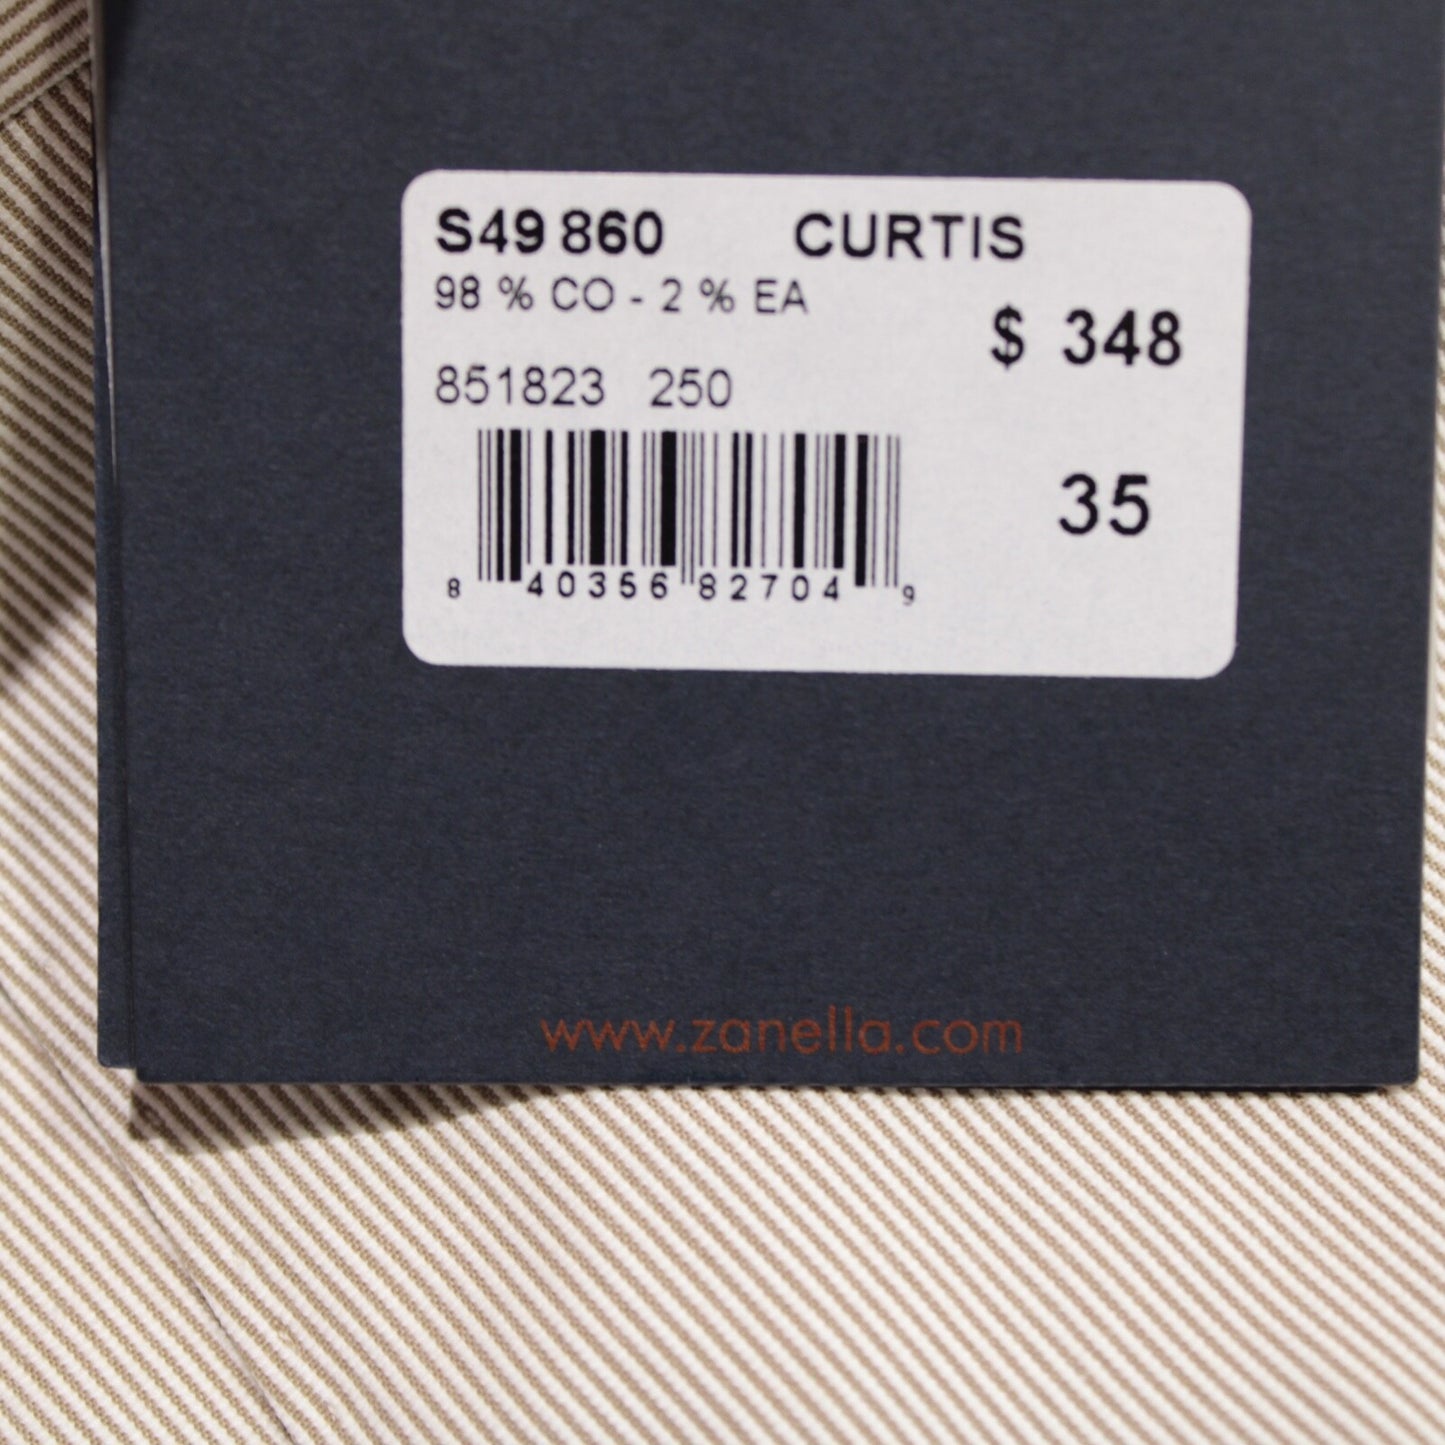 S49 860 CURTIS
98 % CO - 2 % EA
$ 348
851823 250
35
8 40356 82704 9
www.zanella.com